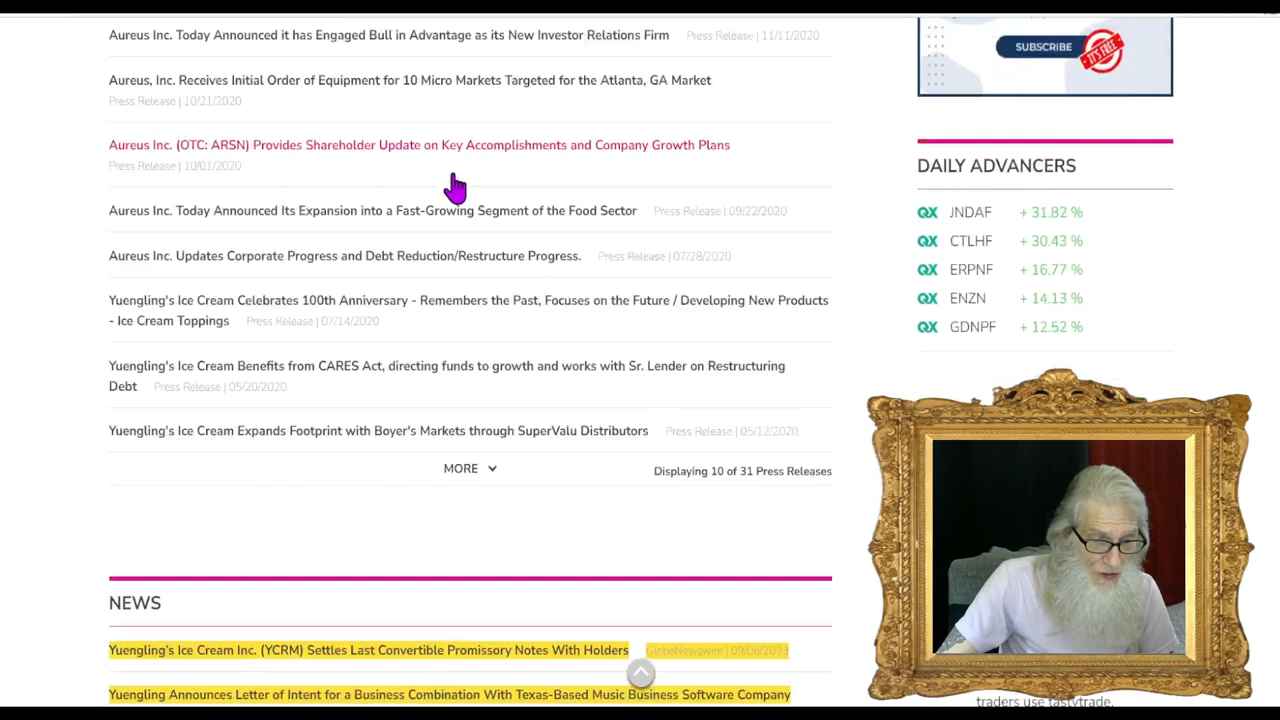 Aureus Inc. Today Announced it has Engaged Bull in Advantage as its New Investor Relations Firm Press Release | 11/11/2020
Aureus, Inc. Receives Initial Order of Equipment for 10 Micro Markets Targeted for the Atlanta, GA Market
Press Release | 10/21/2020
Aureus Inc. (OTC: ARSN) Provides Shareholder Update on Key Accomplishments and Company Growth Plans
Press Release | 10/01/2020
Aureus Inc. Today Announced Its Expansion into a Fast-Growing Segment of the Food Sector Press Release | 09/22/2020
Aureus Inc. Updates Corporate Progress and Debt Reduction/Restructure Progress. Press Release | 07/28/2020
Yuengling's Ice Cream Celebrates 100th Anniversary - Remembers the Past, Focuses on the Future / Developing New Products
- Ice Cream Toppings Press Release | 07/14/2020
Yuengling's Ice Cream Benefits from CARES Act, directing funds to growth and works with Sr. Lender on Restructuring
Debt Press Release | 05/20/2020
Yuengling's Ice Cream Expands Footprint with Boyer's Markets through SuperValu Distributors Press Release | 05/12/2020
MORE
Displaying 10 of 31 Press Releases
NEWS
Yuengling's Ice Cream Inc. (YCRM) Settles Last Convertible Promissory Notes With Holders GlobeNewswire
Yuengling Announces Letter of Intent for a Business Combination With Texas-Based Music Business Software Company
SUBSCRIBE
IT'S FREE
DAILY ADVANCERS
QX JNDAF + 31.82 %
QX CTLHF + 30.43 %
QX ERPNF + 16.77 %
QX ENZN + 14.13 %
QX GDNPF + 12.52 %
traders use tastytrade.